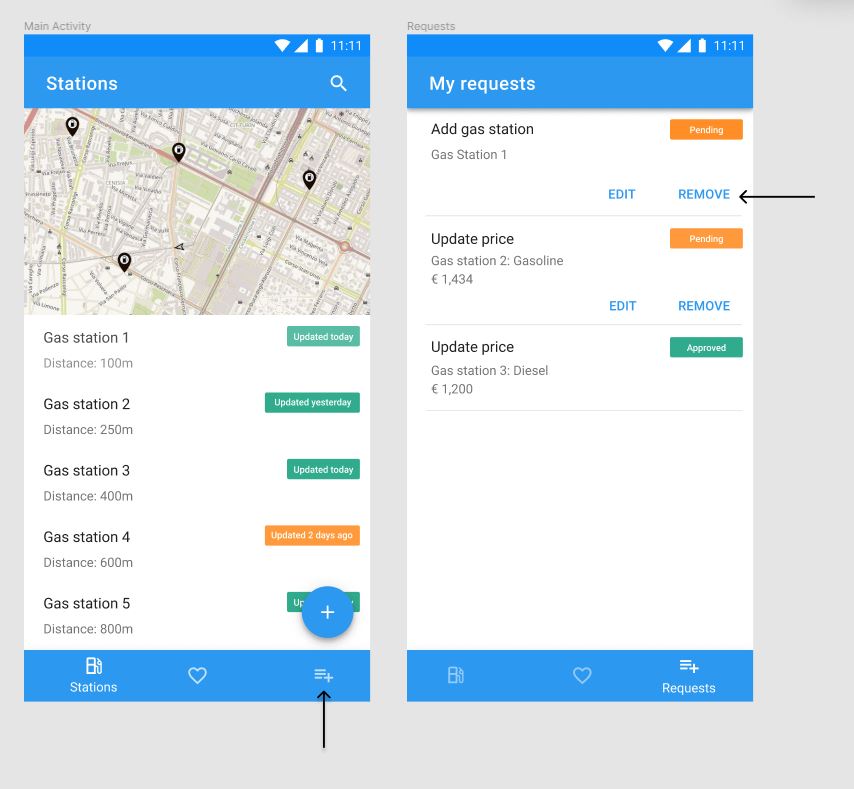 Main Activity
11:11
Stations
Gas station 1
Updated today
Distance: 100m
Gas station 2
Updated yesterday
Distance: 250m
Gas station 3
Updated today
Distance: 400m
Gas station 4
Updated 2 days ago
Distance: 600m
Gas station 5
Distance: 800m
Stations
Requests
11:11
My requests
Add gas station
Pending
Gas Station 1
EDIT
REMOVE
Update price
Pending
Gas station 2: Gasoline
€ 1,434
EDIT
REMOVE
Update price
Approved
Gas station 3: Diesel
€ 1,200
Requests